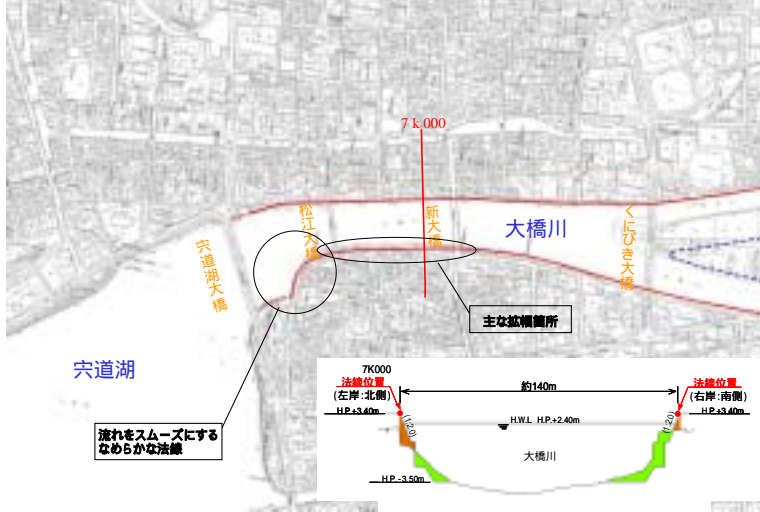 7 k 000
松江大橋
新大橋
くにびき大橋
大橋川
宍道湖大橋
主な拡幅箇所
宍道湖
流れをスムーズにする
なめらかな法線
7K000
法線位置
(左岸:北側)
約140m
法線位置
(右岸:南側)
H.P.+3.40m
H.W.L H.P.+2.40m
H.P.+3.40m
(1:2.0)
(1:2.0)
大橋川
H.P.-3.50m